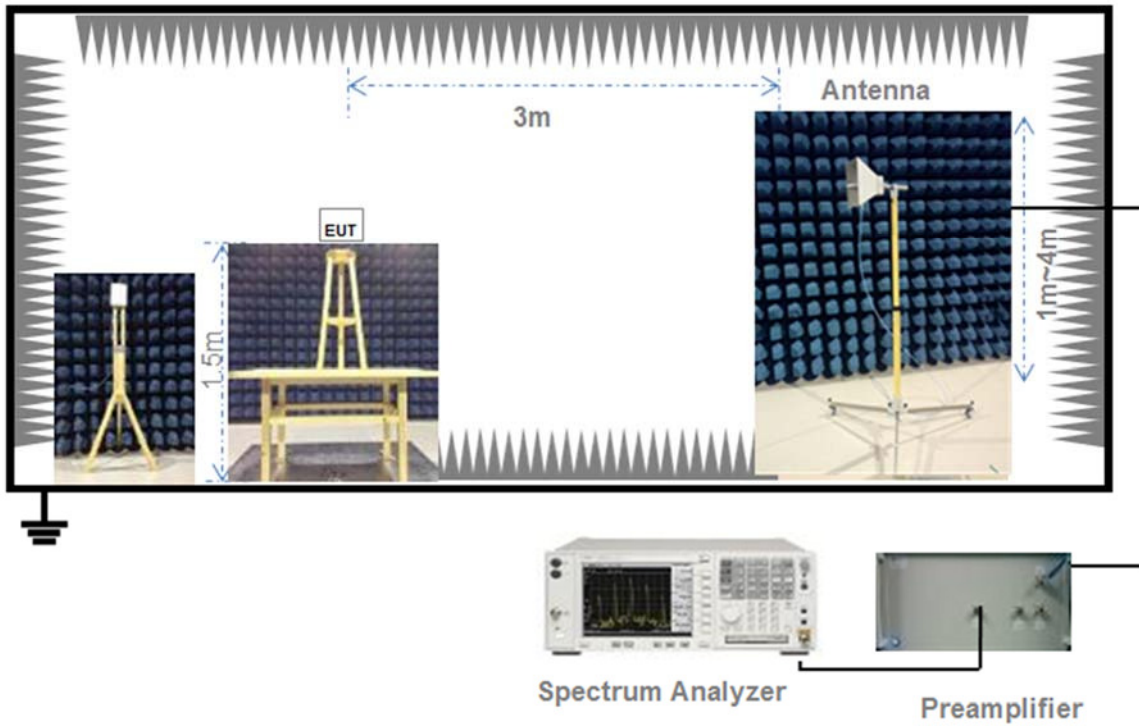 Antenna
3m
EUT
1.5m
1m~4m
Spectrum Analyzer
Preamplifier